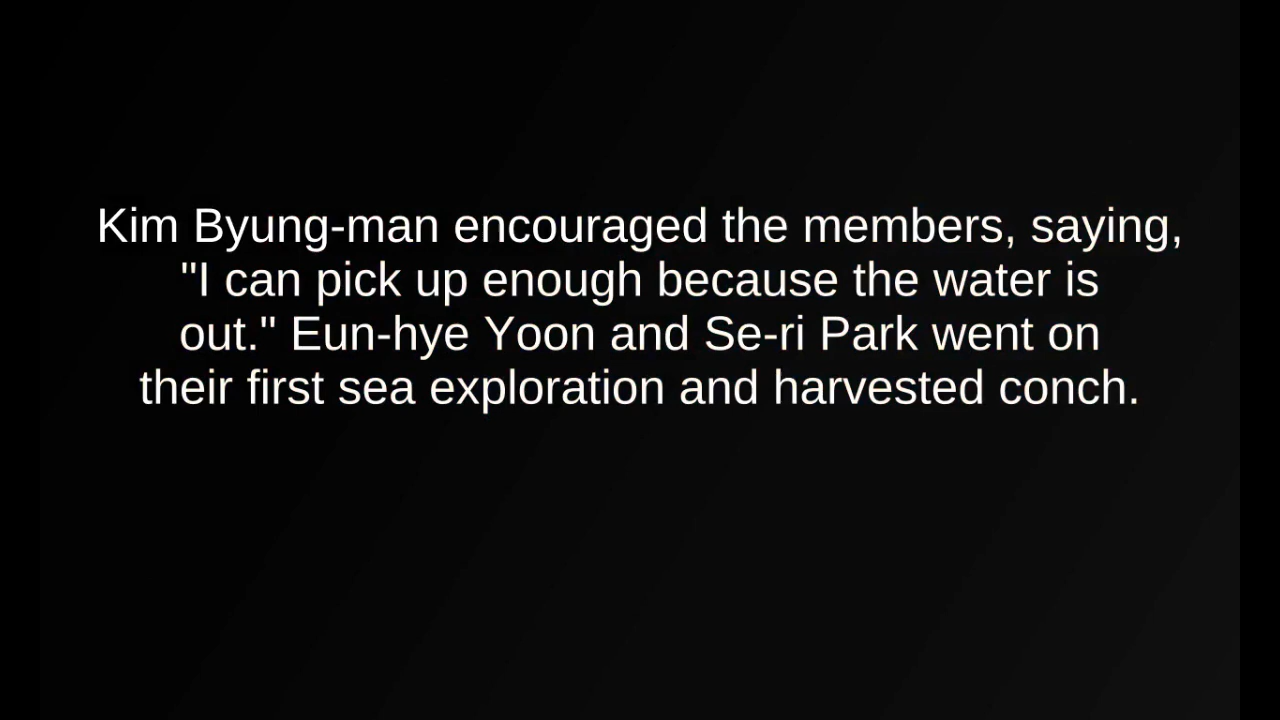 Kim Byung-man encouraged the members, saying,
"I can pick up enough because the water is
out." Eun-hye Yoon and Se-ri Park went on
their first sea exploration and harvested conch.